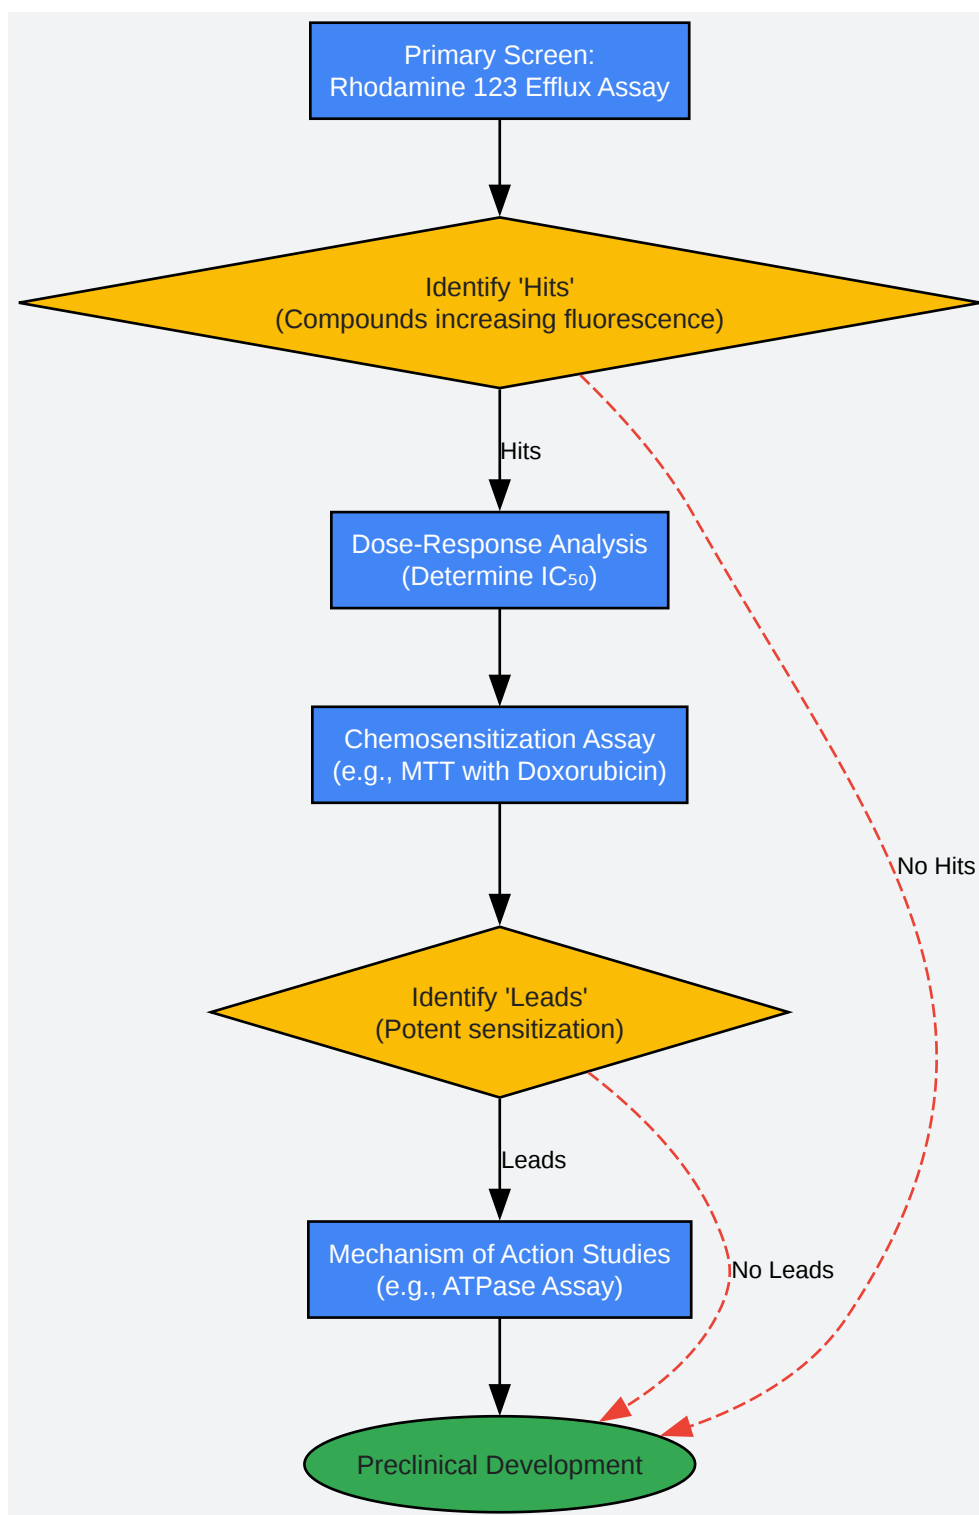 Primary Screen:
Rhodamine 123 Efflux Assay
Identify 'Hits'
(Compounds increasing fluorescence)
Hits
Dose-Response Analysis
(Determine IC₅₀)
Chemosensitization Assay
(e.g., MTT with Doxorubicin)
No Hits
Identify 'Leads'
(Potent sensitization)
Leads
Mechanism of Action Studies
(e.g., ATPase Assay)
No Leads
Preclinical Development